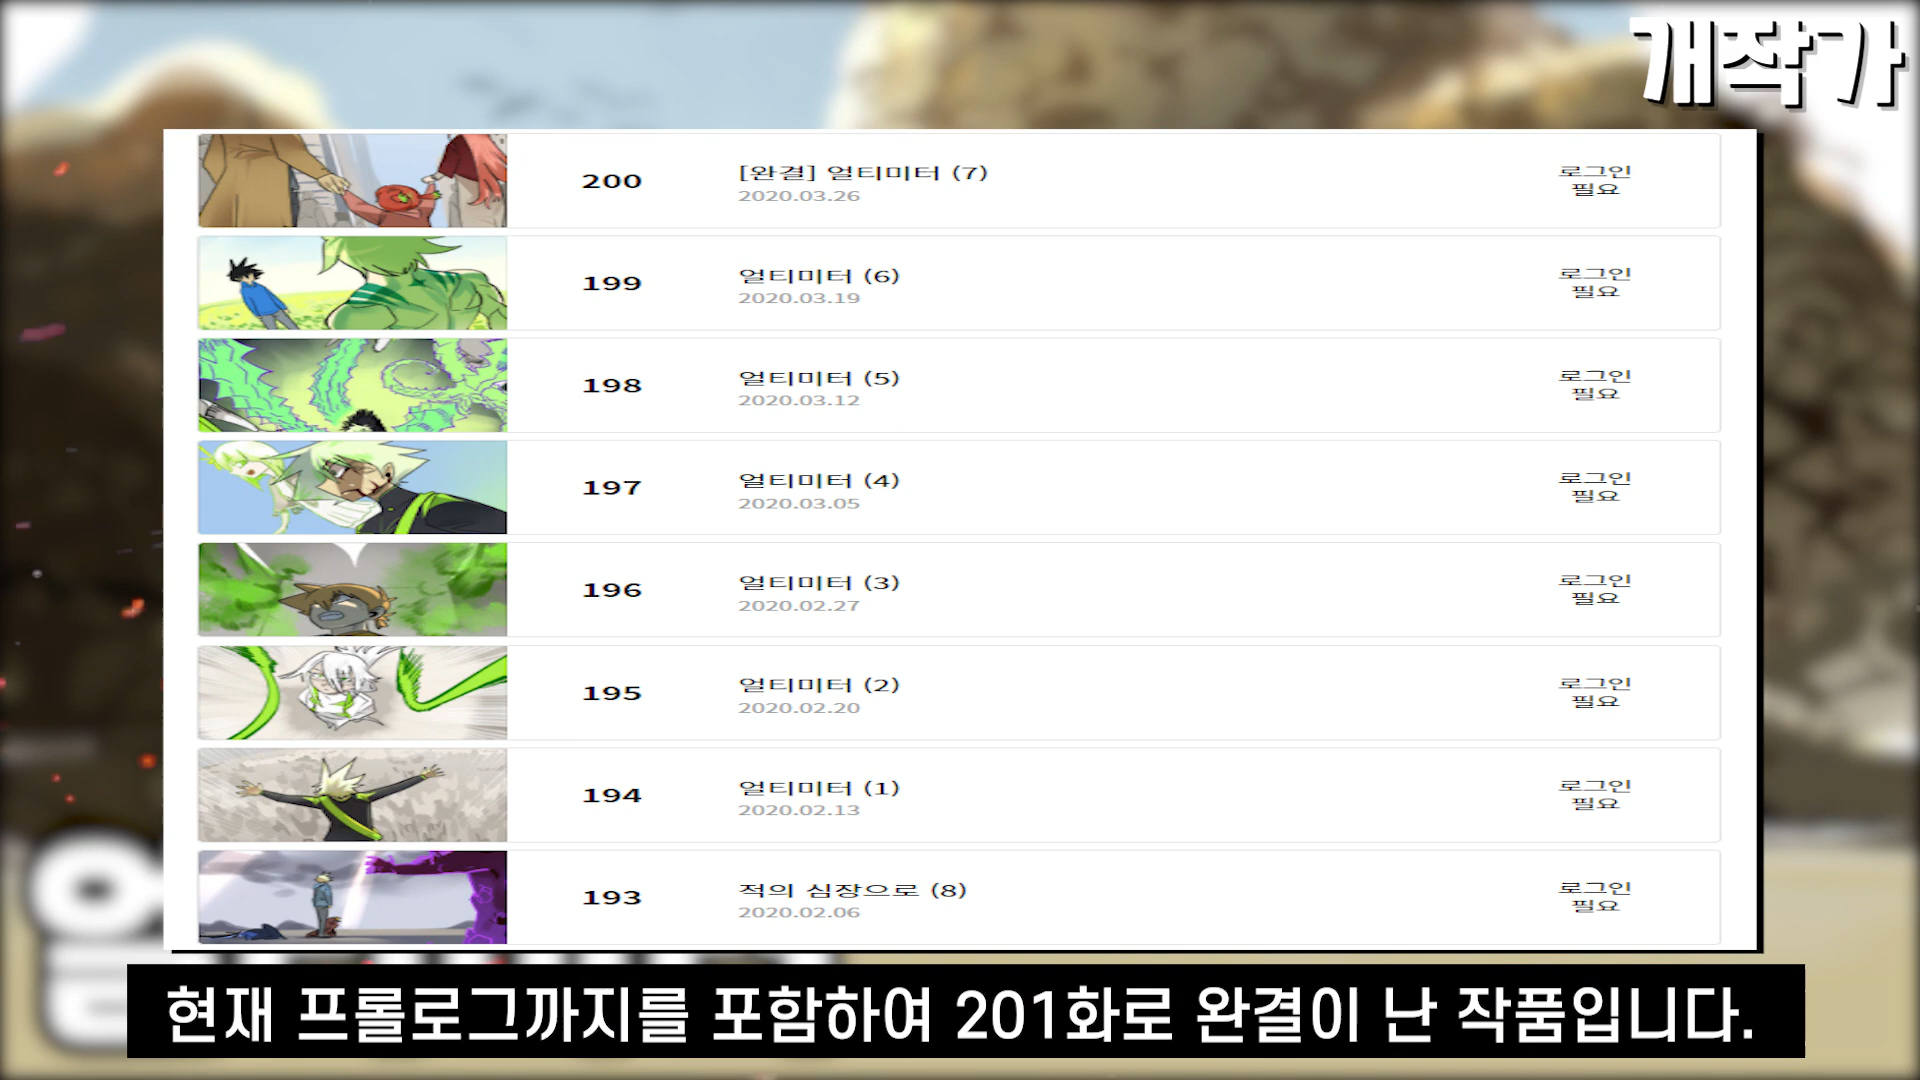 개작가
200
[완결] 얼티미터 (7)
2020.03.26
로그인
필요
199
얼티미터 (6)
2020.03.19
로그인
필요
198
얼티미터 (5)
2020.03.12
로그인
필요
197
얼티미터 (4)
2020.03.05
로그인
필요
196
얼티미터 (3)
2020.02.27
로그인
필요
195
얼티미터 (2)
2020.02.20
로그인
필요
194
얼티미터 (1)
2020.02.13
로그인
필요
193
적의 심장으로 (8)
2020.02.06
로그인
필요
현재 프롤로그까지를 포함하여 201화로 완결이 난 작품입니다.